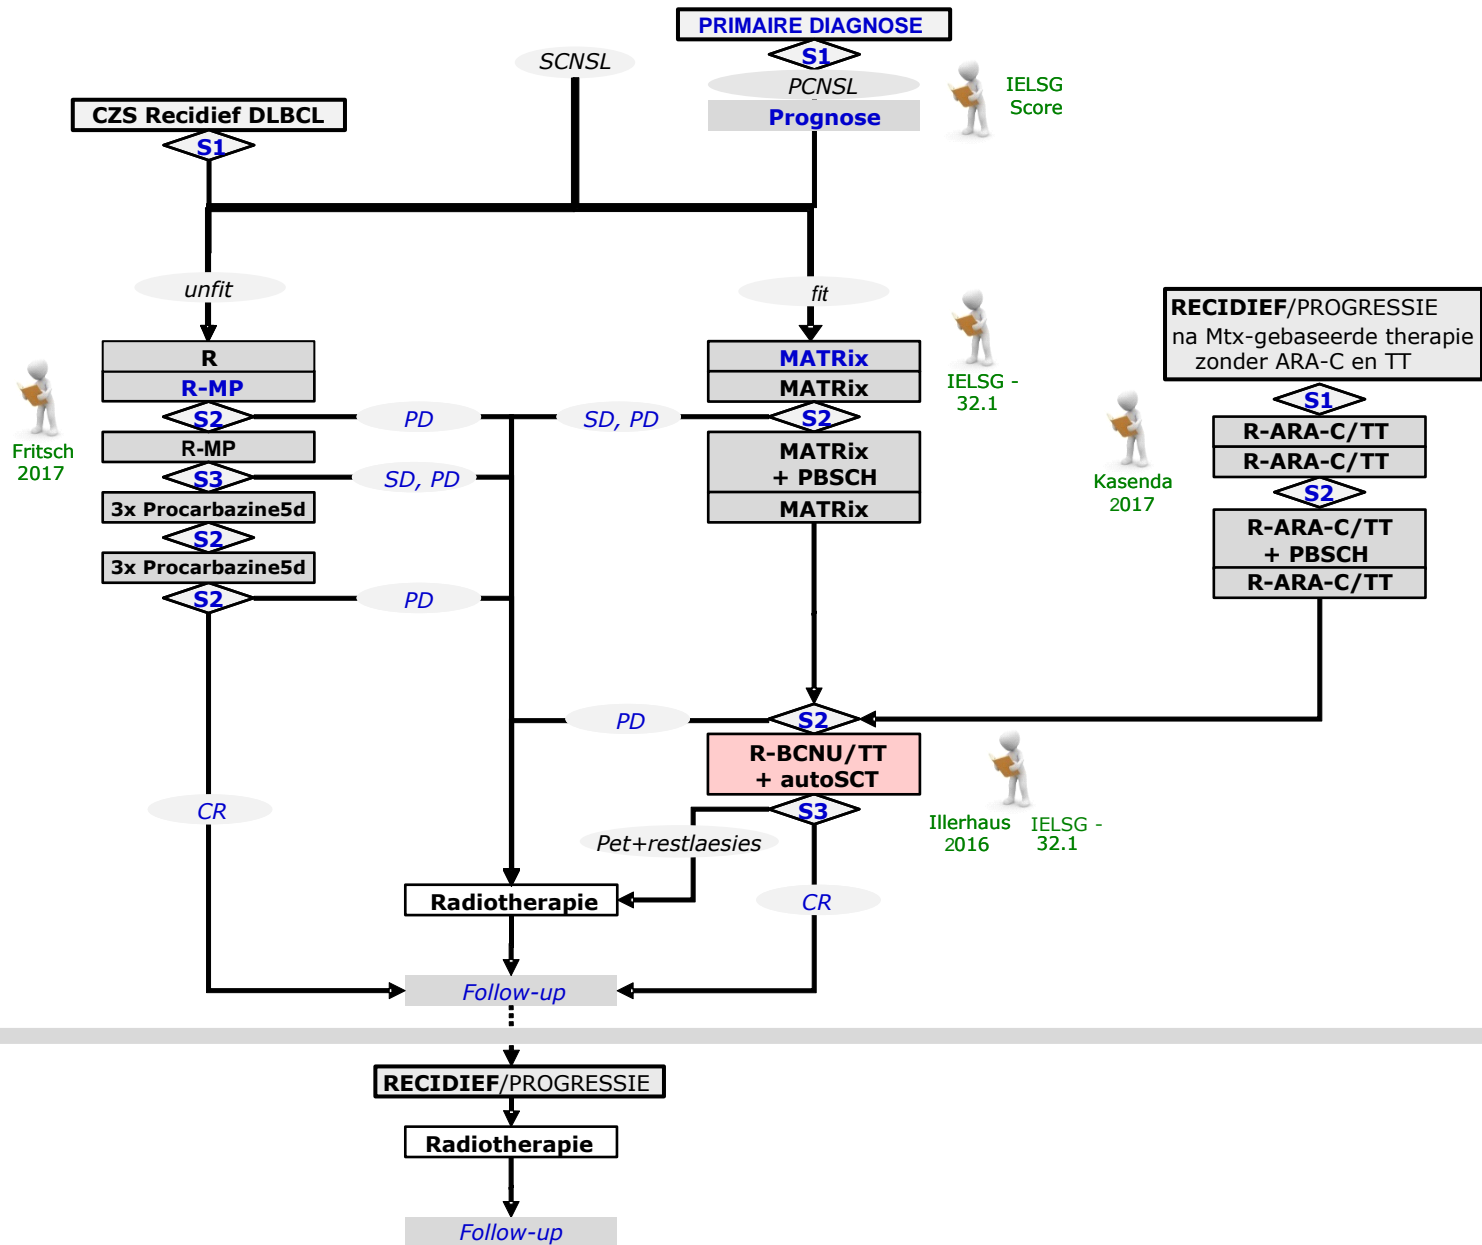 PRIMAIRE DIAGNOSE
S1
SCNSL
PCNSL
Prognose
IELSG
Score
CZS Recidief DLBCL
S1
unfit
fit
R
R-MP
S2
PD
R-MP
S3
SD, PD
3x Procarbazine5d
S2
3x Procarbazine5d
S2
PD
Fritsch
2017
MATRix
MATRix
SD, PD
S2
MATRix
+ PBSCH
MATRix
IELSG -
32.1
RECIDIEF/PROGRESSIE
na Mtx-gebaseerde therapie
zonder ARA-C en TT
S1
R-ARA-C/TT
R-ARA-C/TT
S2
R-ARA-C/TT
+ PBSCH
R-ARA-C/TT
Kasenda
2017
PD
S2
R-BCNU/TT
+ autoSCT
S3
Illerhaus
2016
IELSG -
32.1
CR
Pet+restlaesies
CR
Radiotherapie
Follow-up
RECIDIEF/PROGRESSIE
Radiotherapie
Follow-up